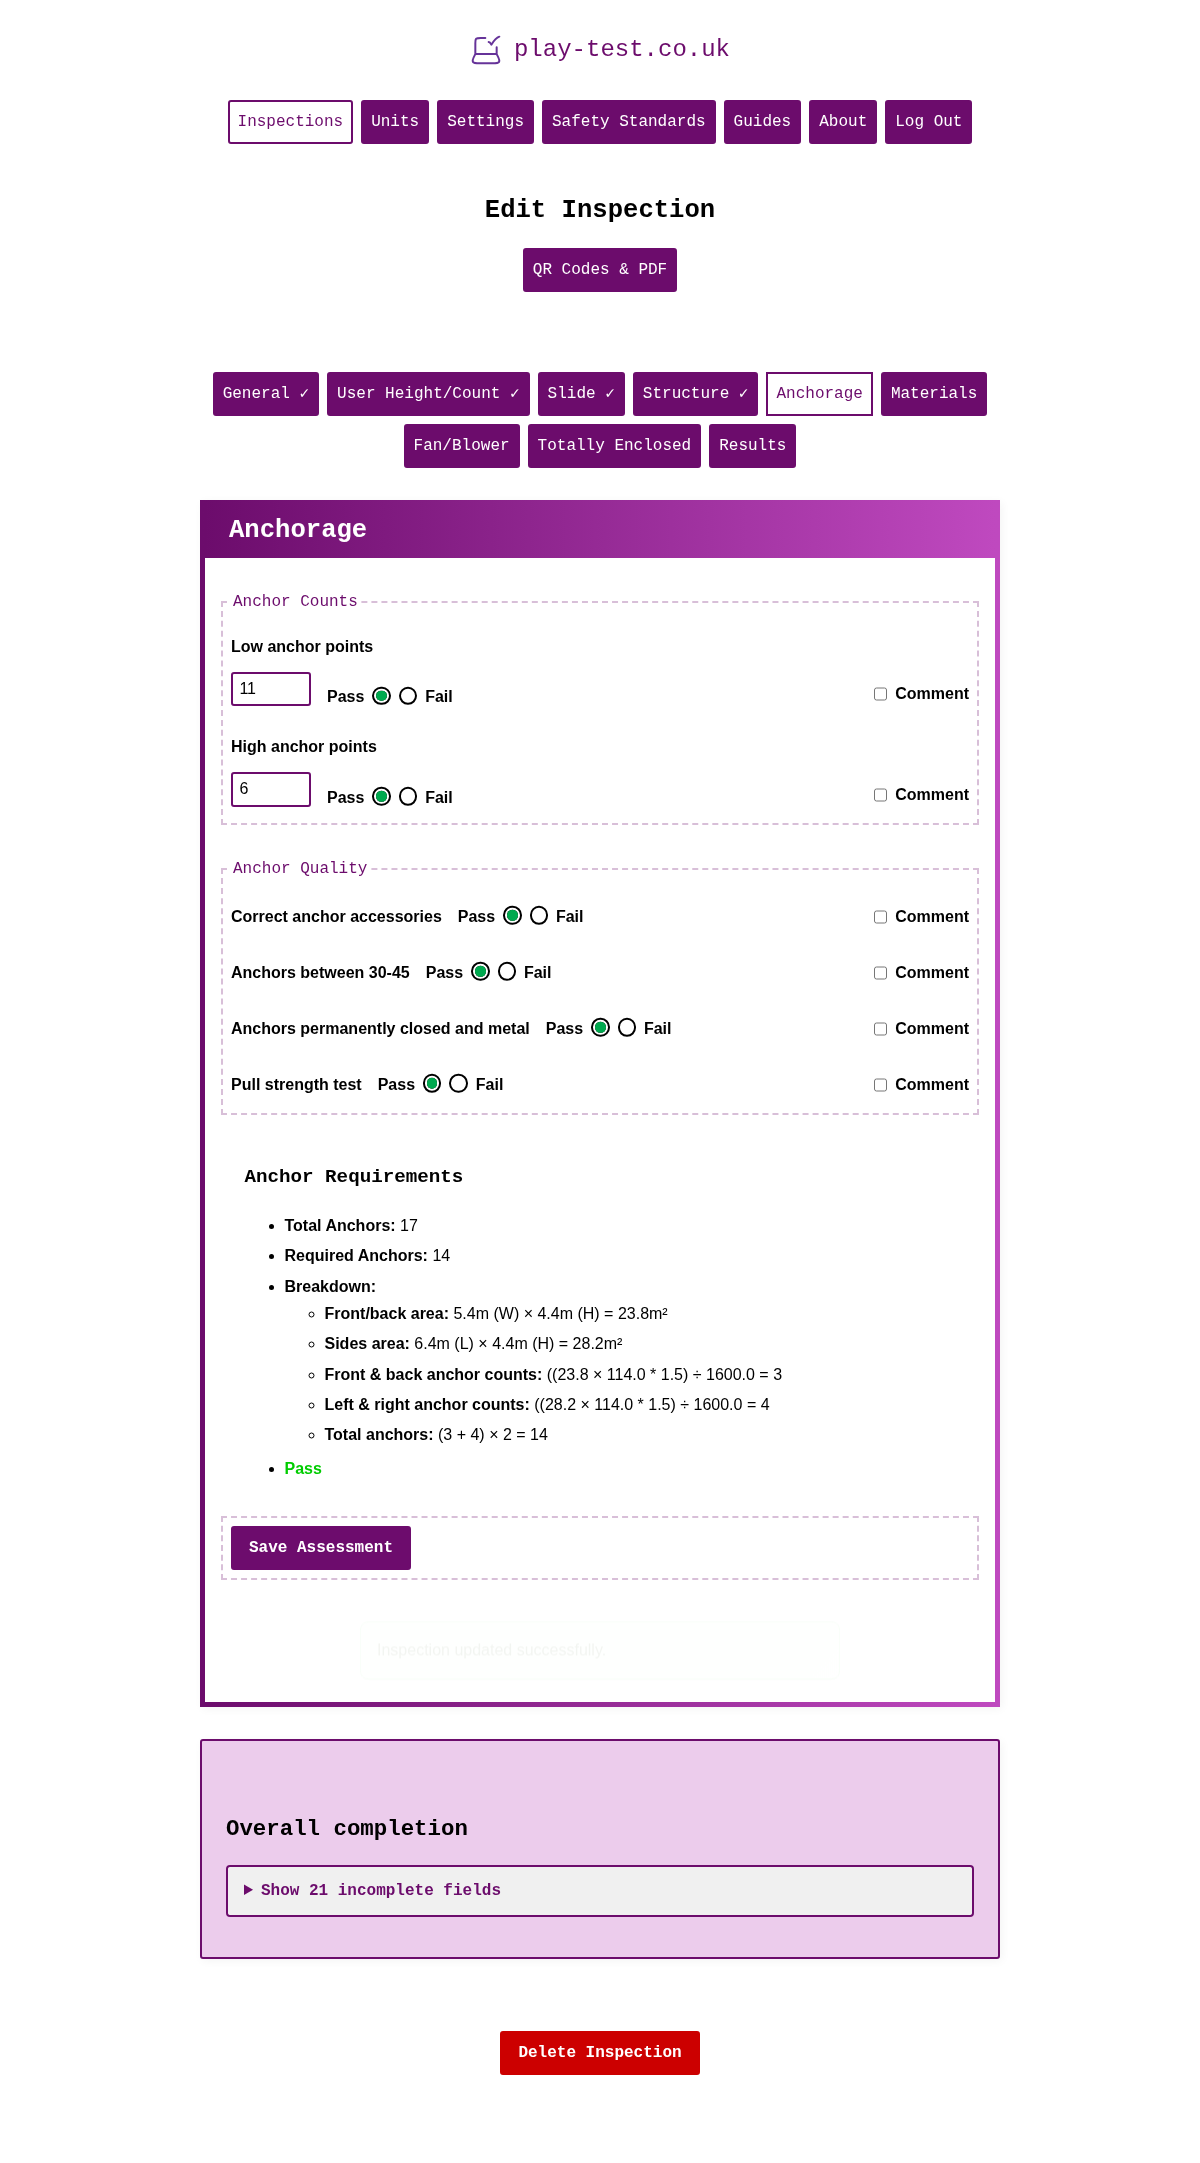 play-test.co.uk
Inspections Units Settings Safety Standards Guides About Log Out
Edit Inspection
QR Codes & PDF
General ✓ User Height/Count ✓ Slide ✓ Structure ✓ Anchorage Materials
Fan/Blower Totally Enclosed Results
Anchorage
Anchor Counts
Low anchor points
11 Pass Fail Comment
High anchor points
6 Pass Fail Comment
Anchor Quality
Correct anchor accessories Pass Fail Comment
Anchors between 30-45 Pass Fail Comment
Anchors permanently closed and metal Pass Fail Comment
Pull strength test Pass Fail Comment
Anchor Requirements
• Total Anchors: 17
• Required Anchors: 14
• Breakdown:
◦ Front/back area: 5.4m (W) × 4.4m (H) = 23.8m²
◦ Sides area: 6.4m (L) × 4.4m (H) = 28.2m²
◦ Front & back anchor counts: ((23.8 × 114.0 * 1.5) ÷ 1600.0 = 3
◦ Left & right anchor counts: ((28.2 × 114.0 * 1.5) ÷ 1600.0 = 4
◦ Total anchors: (3 + 4) × 2 = 14
• Pass
Save Assessment
Inspection updated successfully.
Overall completion
▶ Show 21 incomplete fields
Delete Inspection